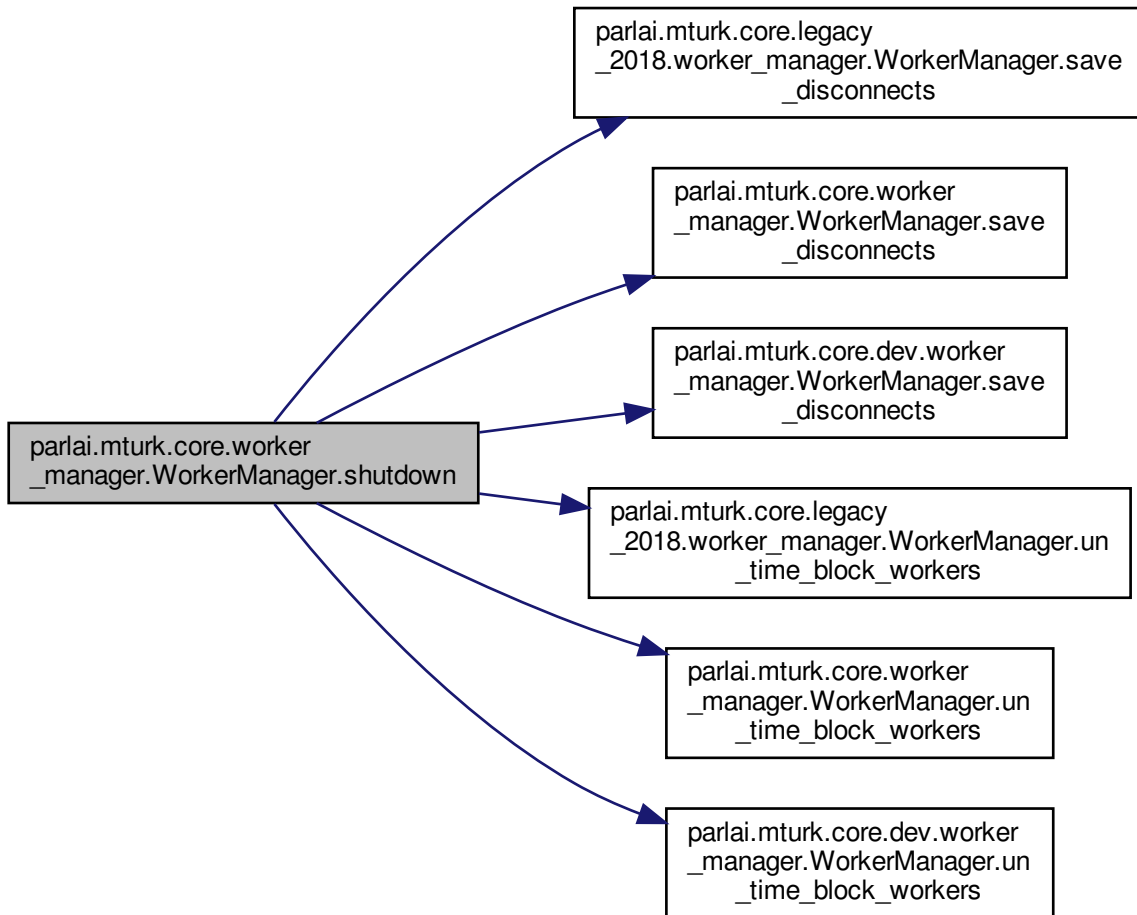 parlai.mturk.core.legacy
_2018.worker_manager.WorkerManager.save
_disconnects
parlai.mturk.core.worker
_manager.WorkerManager.save
_disconnects
parlai.mturk.core.dev.worker
_manager.WorkerManager.save
_disconnects
parlai.mturk.core.worker
_manager.WorkerManager.shutdown
parlai.mturk.core.legacy
_2018.worker_manager.WorkerManager.un
_time_block_workers
parlai.mturk.core.worker
_manager.WorkerManager.un
_time_block_workers
parlai.mturk.core.dev.worker
_manager.WorkerManager.un
_time_block_workers